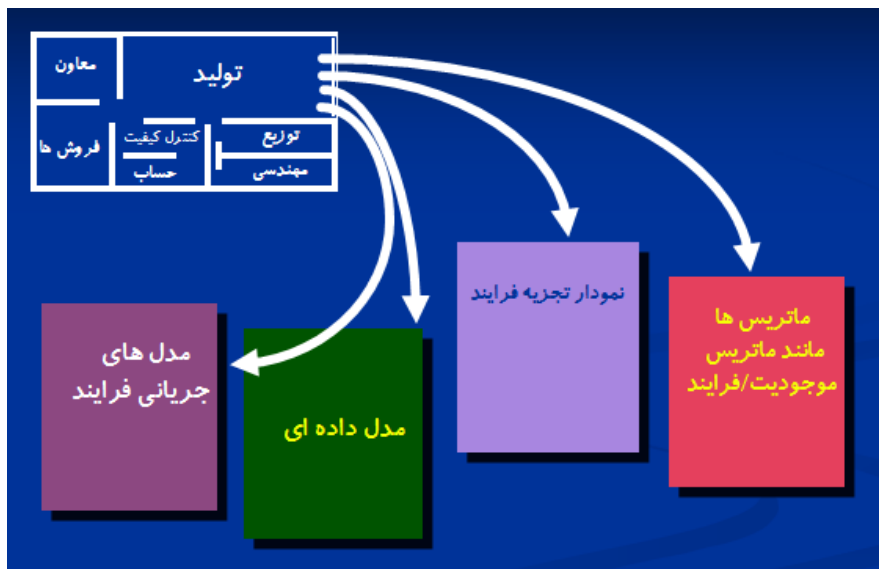 معاون
تولید
فروش ها
کنترل کیفیت
حساب
توزیع
مهندسی
ماتریس ها
مانند ماتریس
موجودیت/فرایند
نمودار تجزیه فرایند
مدل داده ای
مدل های
جریانی فرایند